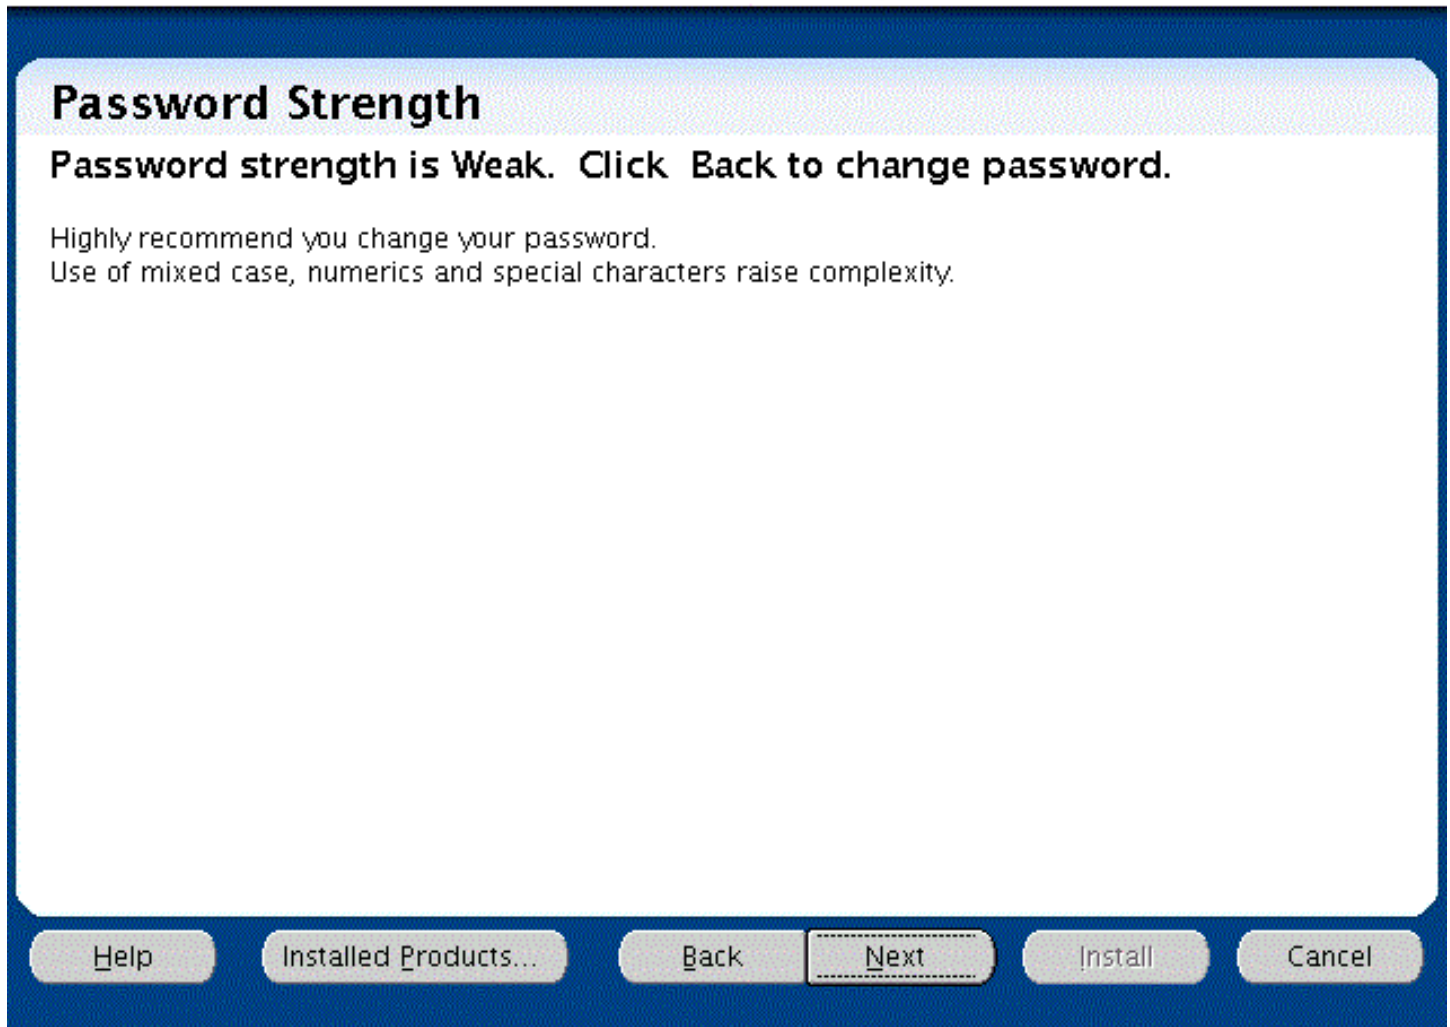 Password Strength
Password strength is Weak.  Click  Back to change password.
Highly recommend you change your password.
Use of mixed case, numerics and special characters raise complexity.
Help
Installed Products...
Back
Next
Install
Cancel